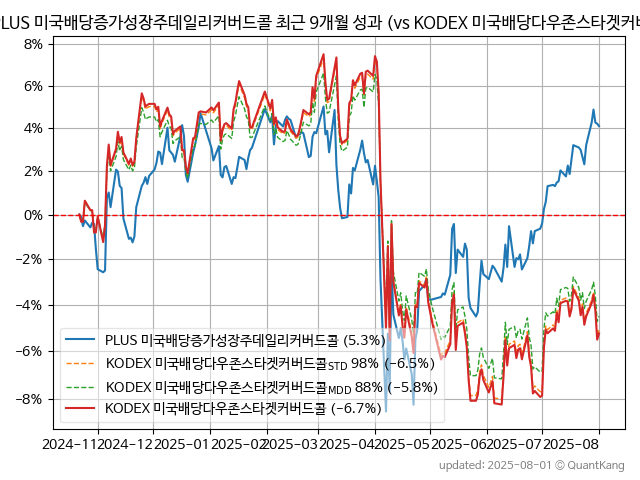 PLUS 미국배당증가성장주데일리커버드콜 최근 9개월 성과 (vs KODEX 미국배당다우존스타겟커버
8%
6%
4%
2%
0%
−2%
−4%
−6%
−8%
PLUS 미국배당증가성장주데일리커버드콜 (5.3%)
KODEX 미국배당다우존스타겟커버드콜STD 98% (−6.5%)
KODEX 미국배당다우존스타겟커버드콜MDD 88% (−5.8%)
KODEX 미국배당다우존스타겟커버드콜 (−6.7%)
2024-11 2024-12 2025-01 2025-02 2025-03 2025-04 2025-05 2025-06 2025-07 2025-08
updated: 2025-08-01 © QuantKang